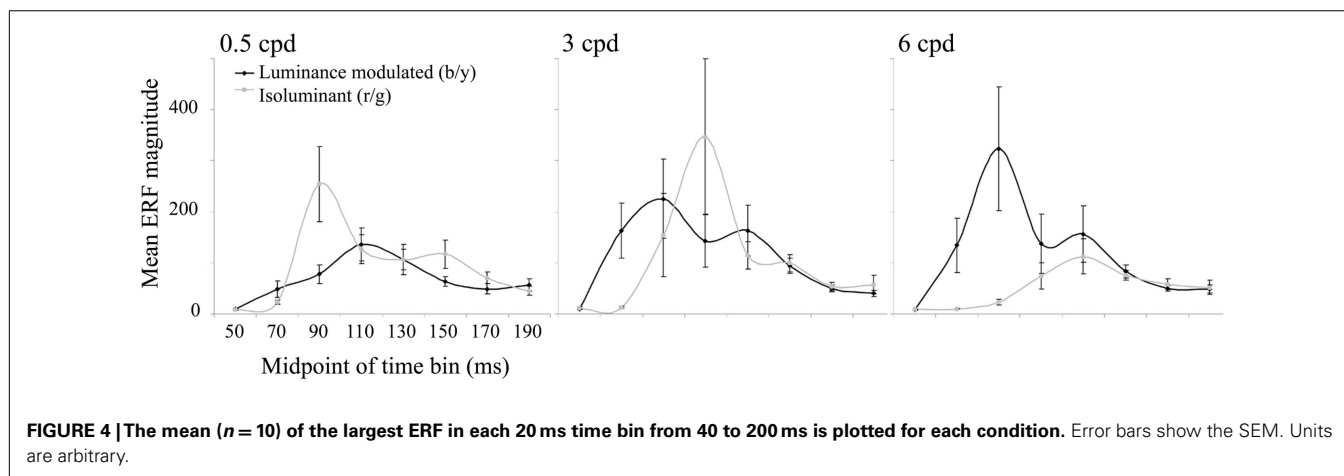 0.5 cpd
3 cpd
6 cpd
Luminance modulated (b/y)
Isoluminant (r/g)
Mean ERF magnitude
400
200
0
50 70 90 110 130 150 170 190
Midpoint of time bin (ms)
FIGURE 4 | The mean (n = 10) of the largest ERF in each 20 ms time bin from 40 to 200 ms is plotted for each condition. Error bars show the SEM. Units
are arbitrary.